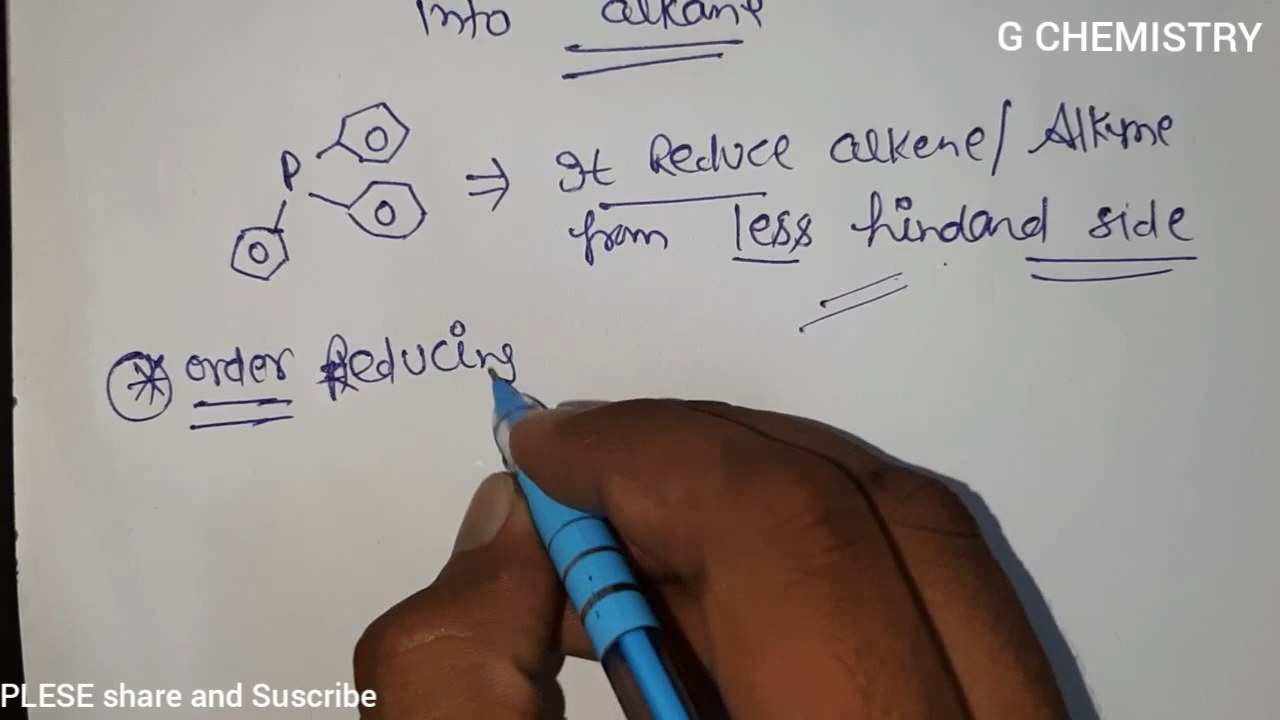 Into alkane
G CHEMISTRY
P
⇒ It Reduce alkene/Alkyne
from less hindand side
* order Reducing
PLESE share and Suscribe